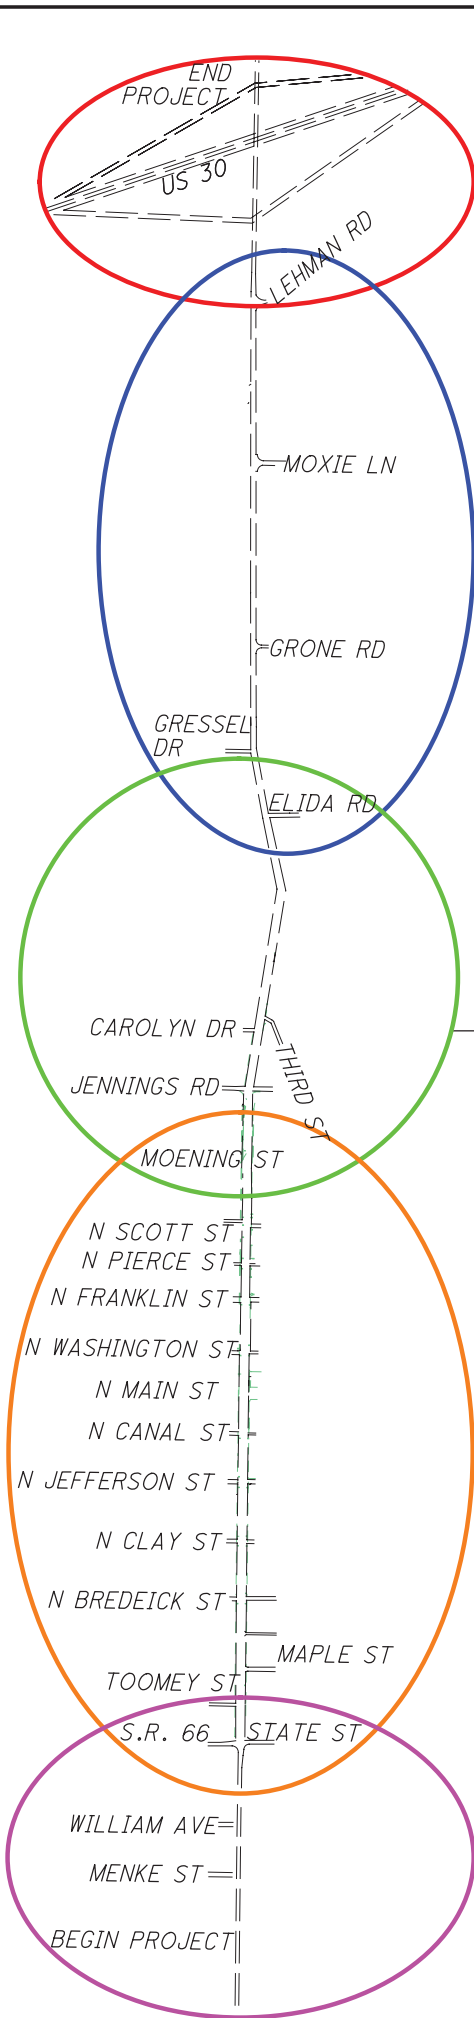 END
PROJECT
US 30
LEHMAN RD
MOXIE LN
GRONE RD
GRESSEL
DR
ELIDA RD
CAROLYN DR
THIRD ST
JENNINGS RD
MOENING ST
N SCOTT ST
N PIERCE ST
N FRANKLIN ST
N WASHINGTON ST
N MAIN ST
N CANAL ST
N JEFFERSON ST
N CLAY ST
N BREDEICK ST
MAPLE ST
TOOMEY ST
S.R. 66 STATE ST
WILLIAM AVE
MENKE ST
BEGIN PROJECT